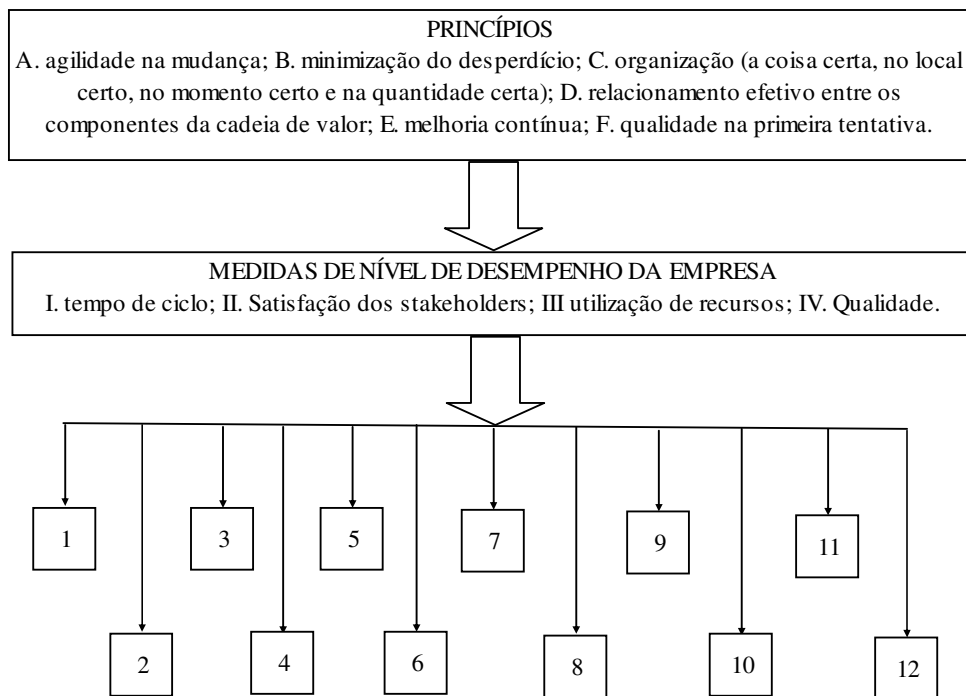 PRINCÍPIOS
A. agilidade na mudança; B. minimização do desperdício; C. organização (a coisa certa, no local
certo, no momento certo e na quantidade certa); D. relacionamento efetivo entre os
componentes da cadeia de valor; E. melhoria contínua; F. qualidade na primeira tentativa.
MEDIDAS DE NÍVEL DE DESEMPENHO DA EMPRESA
I. tempo de ciclo; II. Satisfação dos stakeholders; III utilização de recursos; IV. Qualidade.
1
3
5
7
9
11
2
4
6
8
10
12